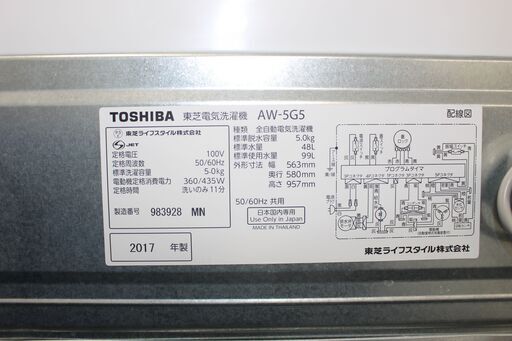 TOSHIBA 東芝電気洗濯機 AW-5G5
東芝ライフスタイル株式会社
JET
定格電圧 100V
定格周波数 50/60Hz
標準洗濯容量 5.0kg
電動機定格消費電力 360/435W
定格時間 洗いのみ 11分
製造番号 983928 MN
2017 年製
種類 全自動電気洗濯機
標準脱水容量 5.0kg
標準水量 48L
標準使用水量 99L
外形寸法 幅 563mm
奥行 580mm
高さ 957mm
50/60Hz 共用
日本国内専用
Use Only in Japan
MADE IN THAILAND
配線図
プログラムタイマ
東芝ライフスタイル株式会社